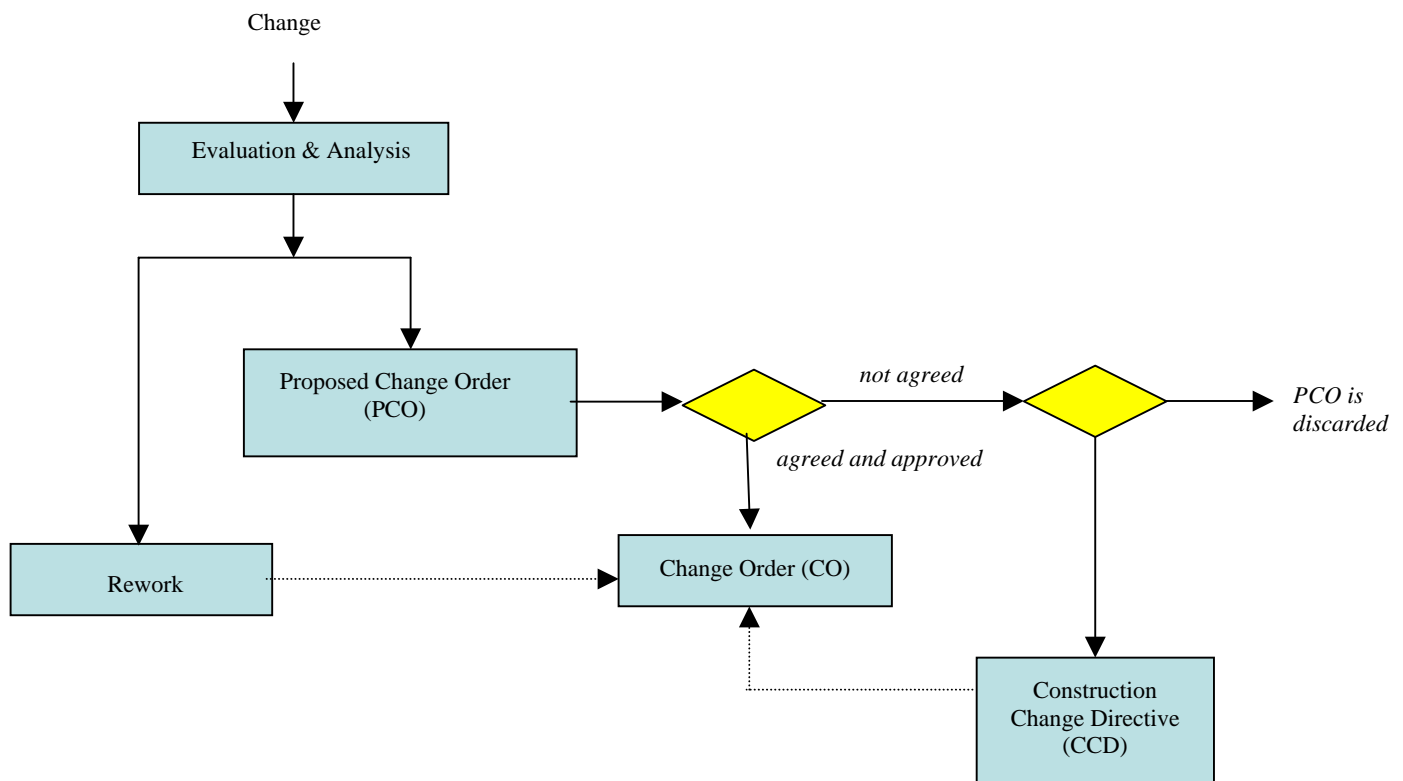 Change
Evaluation & Analysis
Proposed Change Order
(PCO)
not agreed
PCO is
discarded
agreed and approved
Rework
Change Order (CO)
Construction
Change Directive
(CCD)